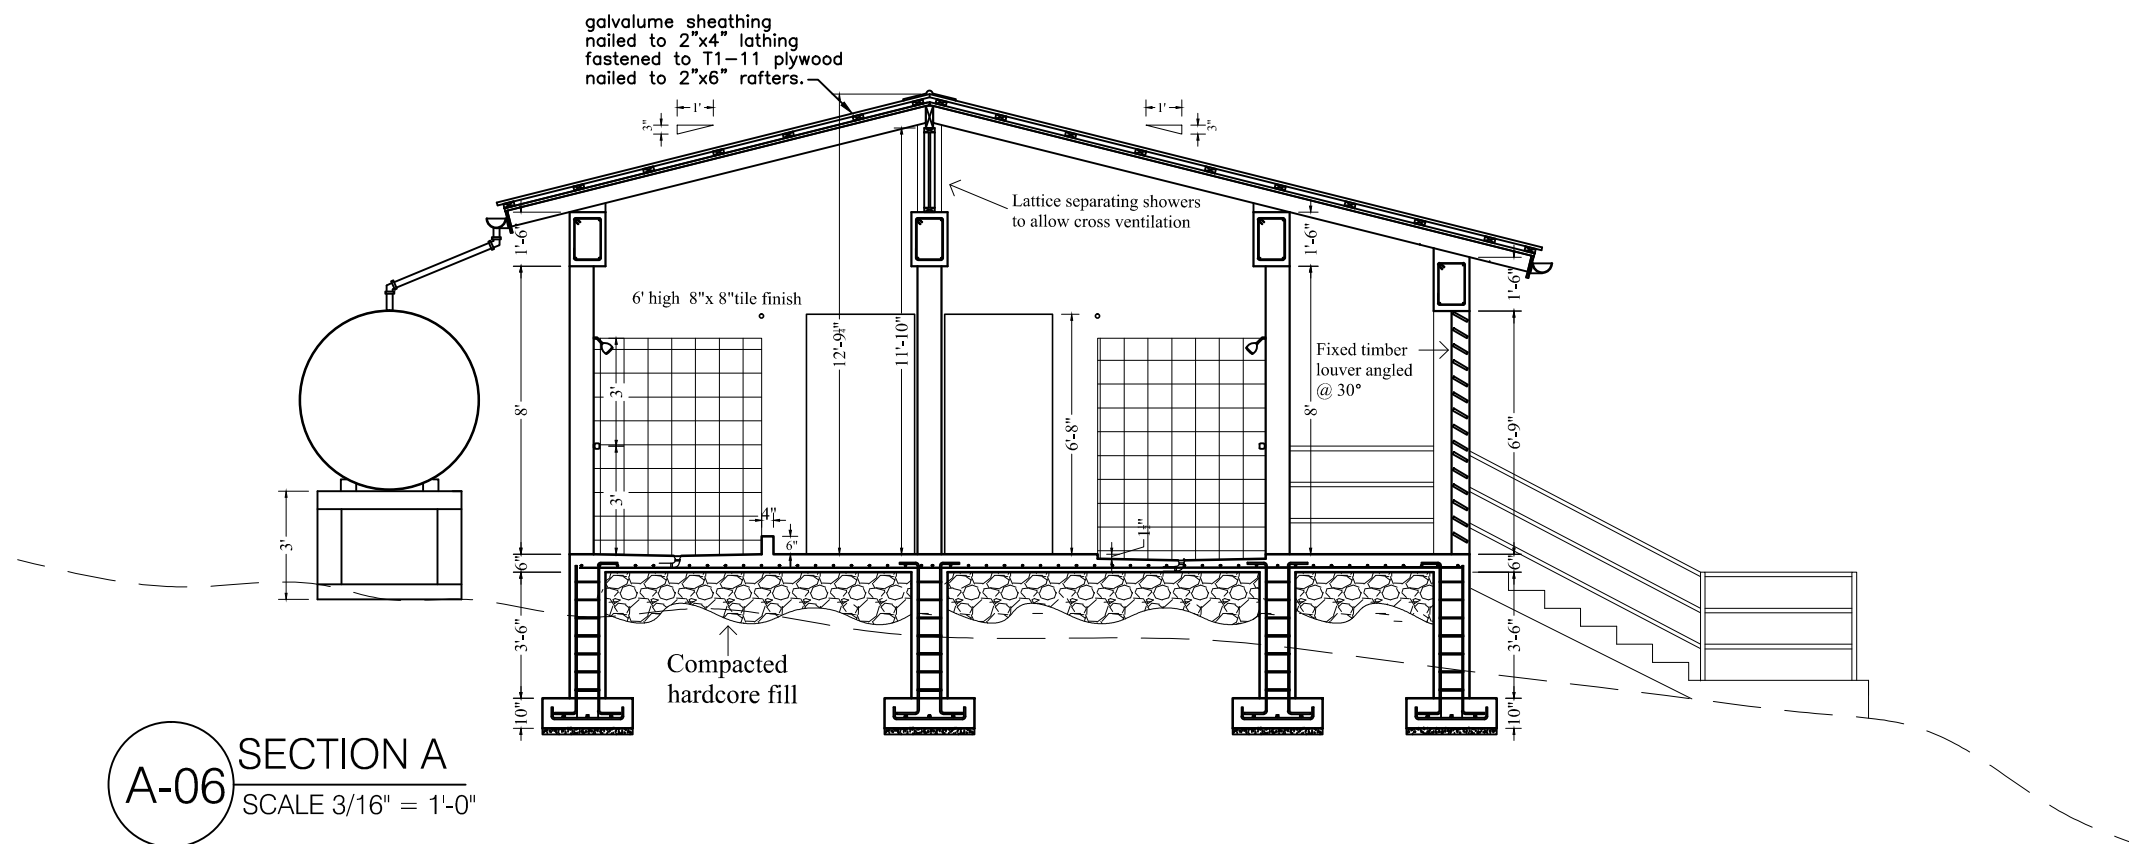 galvalume sheathing
nailed to 2"x4" lathing
fastened to T1-11 plywood
nailed to 2"x6" rafters.
1'
3"
1'
3"
Lattice separating showers
to allow cross ventilation
1'-6"
1'-6"
1'-6"
6' high 8"x 8"tile finish
12'-9¼"
11'-10"
Fixed timber
louver angled
@ 30°
8'
3'
6'-8"
8'
6'-9"
3'
4"
6"
3'
6"
6"
Compacted
hardcore fill
3'-6"
3'-6"
10"
10"
A-06
SECTION A
SCALE 3/16" = 1'-0"